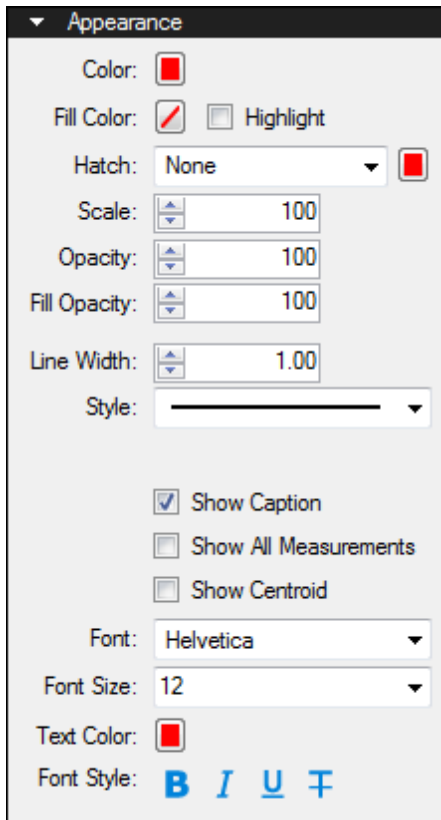 Appearance
Color:
Fill Color: Highlight
Hatch: None
Scale: 100
Opacity: 100
Fill Opacity: 100
Line Width: 1.00
Style:
Show Caption
Show All Measurements
Show Centroid
Font: Helvetica
Font Size: 12
Text Color:
Font Style: B I U T